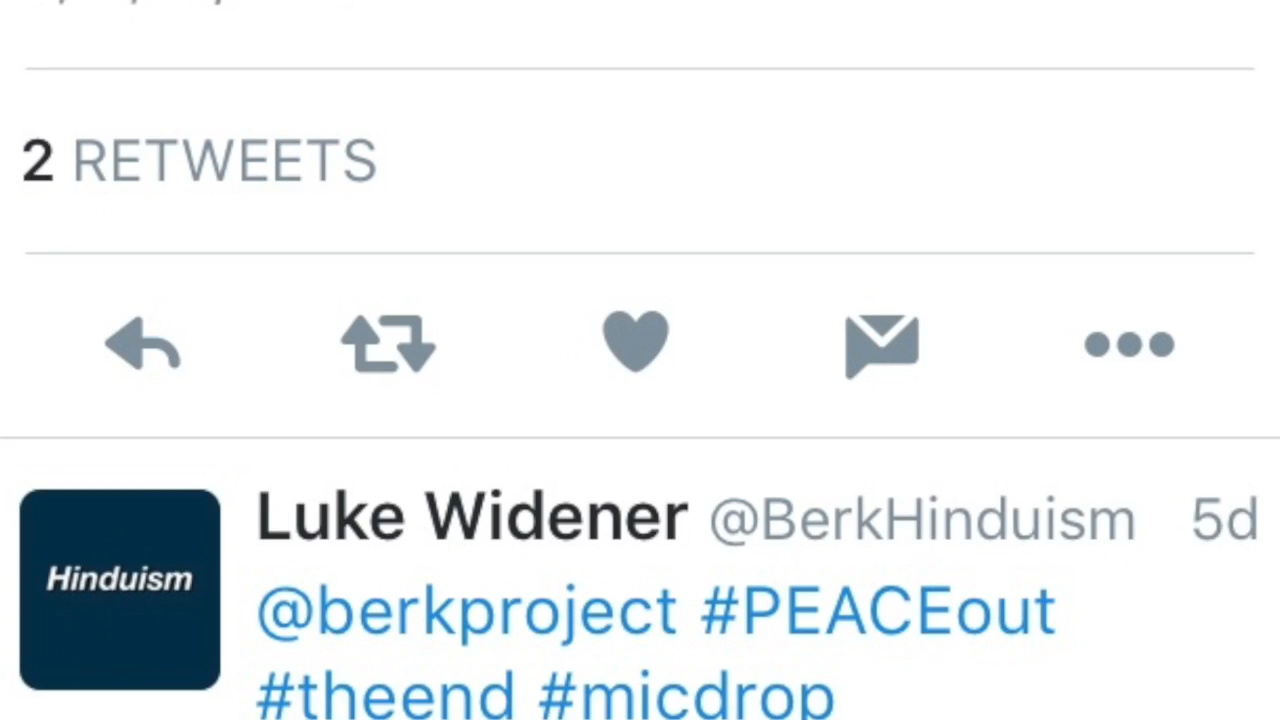 2 RETWEETS
Luke Widener @BerkHinduism 5d
Hinduism
@berkproject #PEACEout
#theend #micdrop